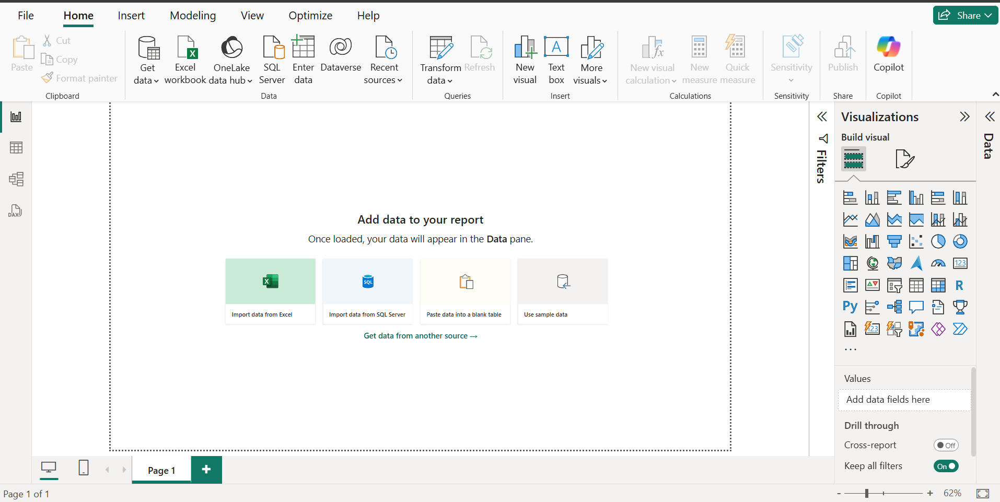 File Home Insert Modeling View Optimize Help Share
Paste
Cut
Copy
Format painter
Clipboard
Get data
Excel workbook
OneLake data hub
SQL Server
Enter data
Dataverse
Recent sources
Data
Transform data
Refresh
Queries
New visual
Text box
More visuals
Insert
New visual calculation
New measure
Quick measure
Calculations
Sensitivity
Sensitivity
Publish
Share
Copilot
Copilot
DAX
Add data to your report
Once loaded, your data will appear in the Data pane.
X
SQL
Import data from Excel
Import data from SQL Server
Paste data into a blank table
Use sample data
Get data from another source →
Filters
Visualizations
Build visual
123
R
Py
123
...
Values
Add data fields here
Drill through
Cross-report Off
Keep all filters On
Data
Page 1
+
Page 1 of 1
- + 62%